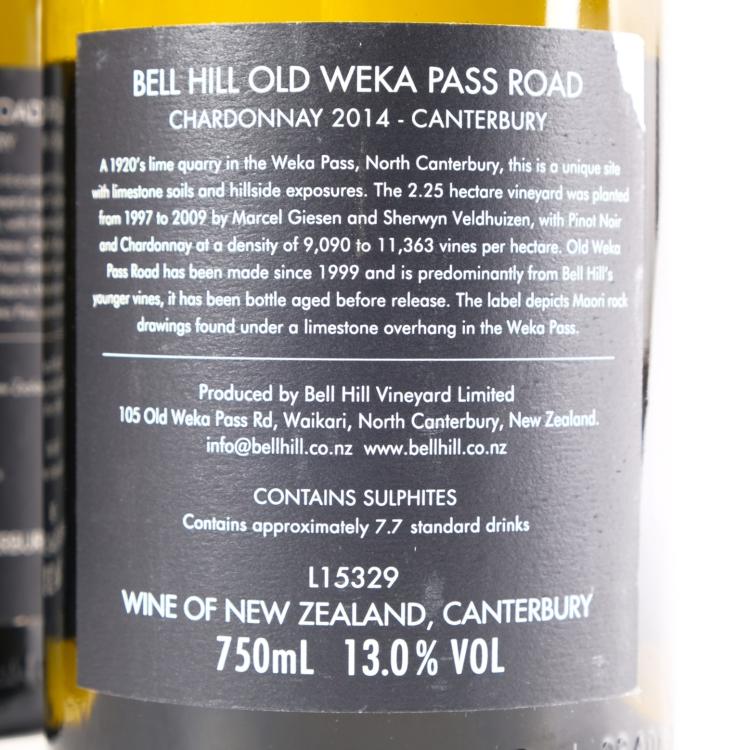 BELL HILL OLD WEKA PASS ROAD
CHARDONNAY 2014 - CANTERBURY
A 1920's lime quarry in the Weka Pass, North Canterbury, this is a unique site
with limestone soils and hillside exposures. The 2.25 hectare vineyard was planted
from 1997 to 2009 by Marcel Giesen and Sherwyn Veldhuizen, with Pinot Noir
and Chardonnay at a density of 9,090 to 11,363 vines per hectare. Old Weka
Pass Road has been made since 1999 and is predominantly from Bell Hill's
younger vines, it has been bottle aged before release. The label depicts Maori rock
drawings found under a limestone overhang in the Weka Pass.
Produced by Bell Hill Vineyard Limited
105 Old Weka Pass Rd, Waikari, North Canterbury, New Zealand.
info@bellhill.co.nz www.bellhill.co.nz
CONTAINS SULPHITES
Contains approximately 7.7 standard drinks
L15329
WINE OF NEW ZEALAND, CANTERBURY
750mL 13.0% VOL